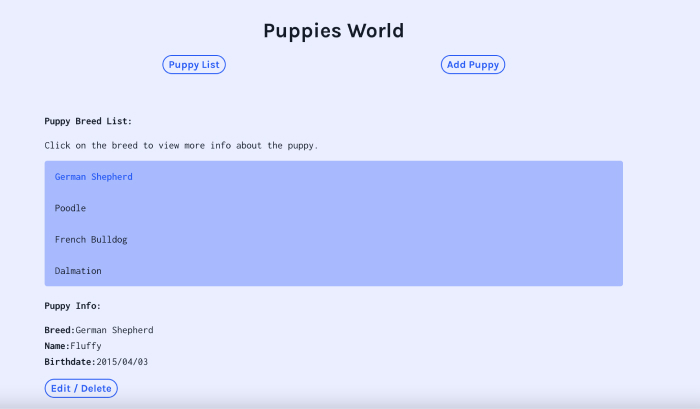 Puppies World
Puppy List Add Puppy
Puppy Breed List:
Click on the breed to view more info about the puppy.
German Shepherd
Poodle
French Bulldog
Dalmation
Puppy Info:
Breed:German Shepherd
Name:Fluffy
Birthdate:2015/04/03
Edit / Delete